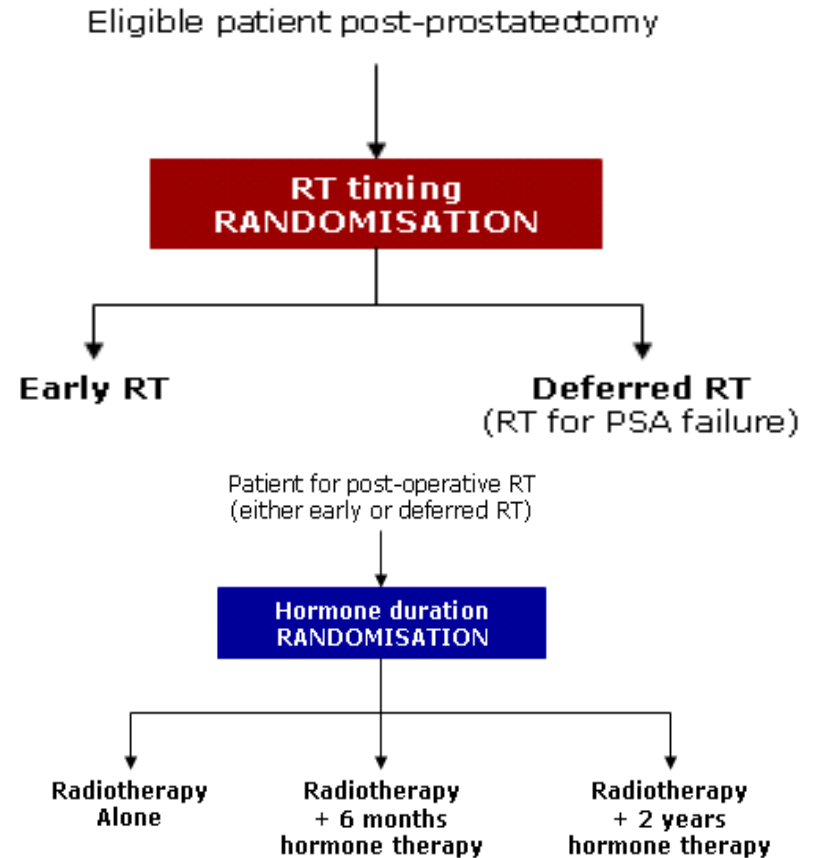 Eligible patient post-prostatectomy
RT timing
RANDOMISATION
Early RT
Deferred RT
(RT for PSA failure)
Patient for post-operative RT
(either early or deferred RT)
Hormone duration
RANDOMISATION
Radiotherapy
Alone
Radiotherapy
+ 6 months
hormone therapy
Radiotherapy
+ 2 years
hormone therapy